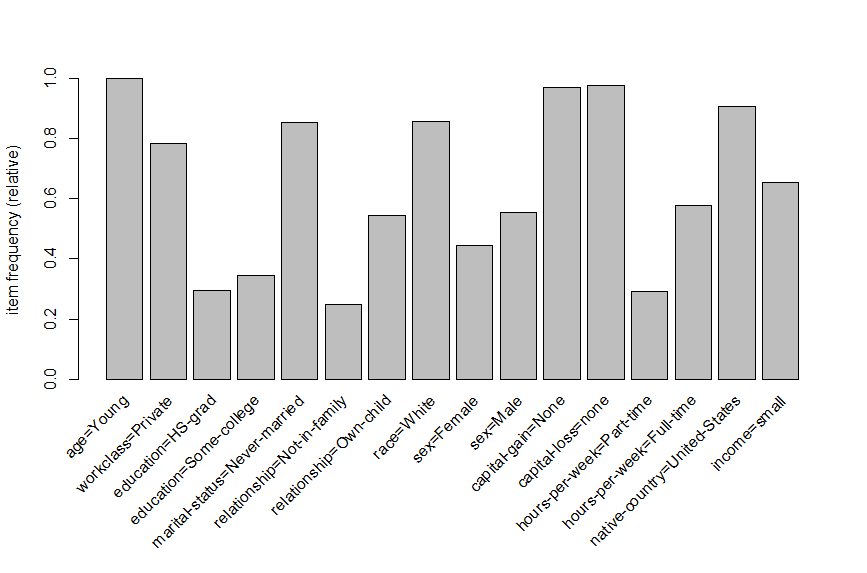 item frequency (relative)
1.0
0.8
0.6
0.4
0.2
0.0
age=Young
workclass=Private
education=HS-grad
education=Some-college
marital-status=Never-married
relationship=Not-in-family
relationship=Own-child
race=White
sex=Female
sex=Male
capital-gain=None
capital-loss=none
hours-per-week=Part-time
hours-per-week=Full-time
native-country=United-States
income=small